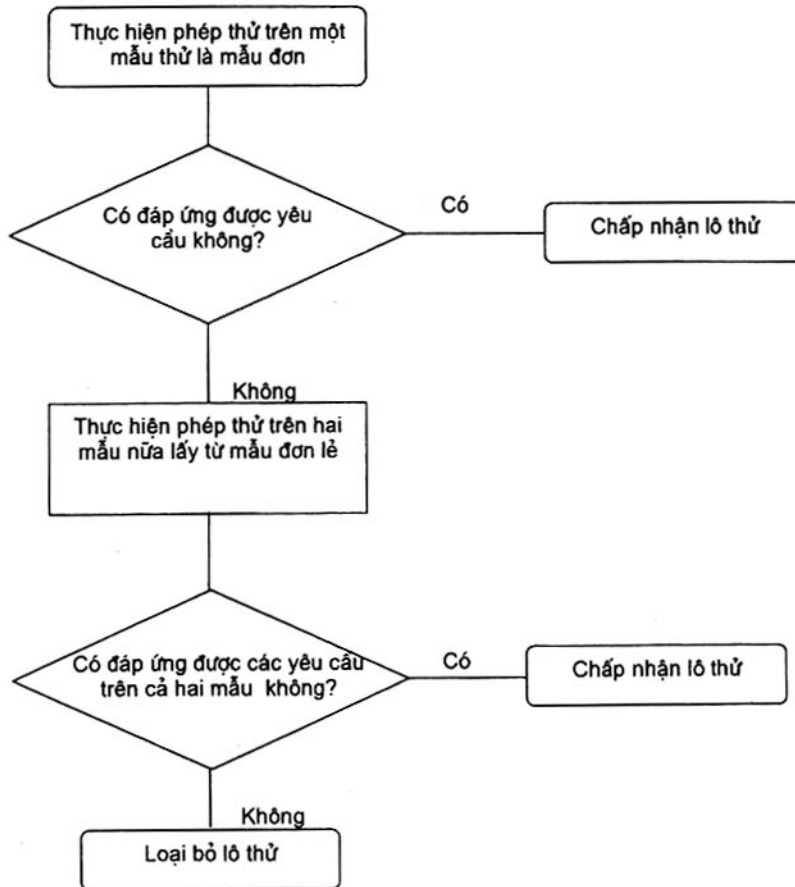 Thực hiện phép thử trên một
mẫu thử là mẫu đơn
Có đáp ứng được yêu
cầu không?
Có
Chấp nhận lô thử
Không
Thực hiện phép thử trên hai
mẫu nữa lấy từ mẫu đơn lẻ
Có đáp ứng được các yêu cầu
trên cả hai mẫu không?
Có
Chấp nhận lô thử
Không
Loại bỏ lô thử